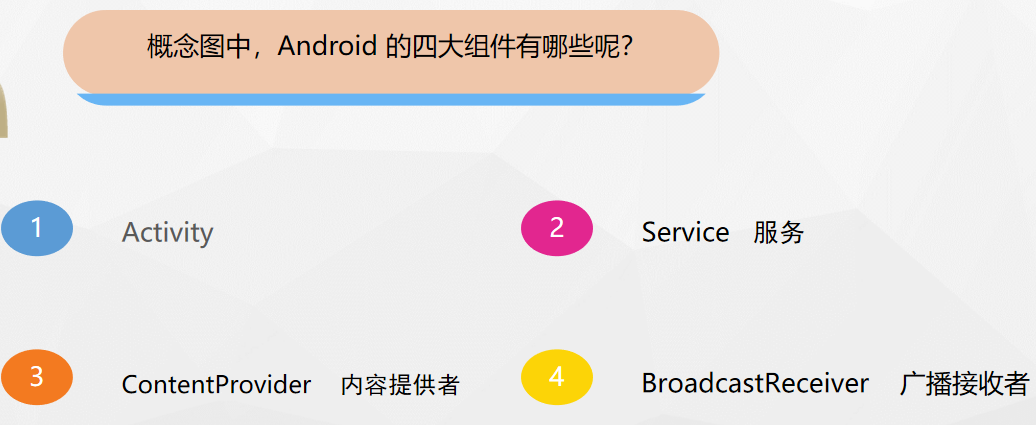 概念图中，Android 的四大组件有哪些呢？
1 Activity
2 Service 服务
3 ContentProvider 内容提供者
4 BroadcastReceiver 广播接收者